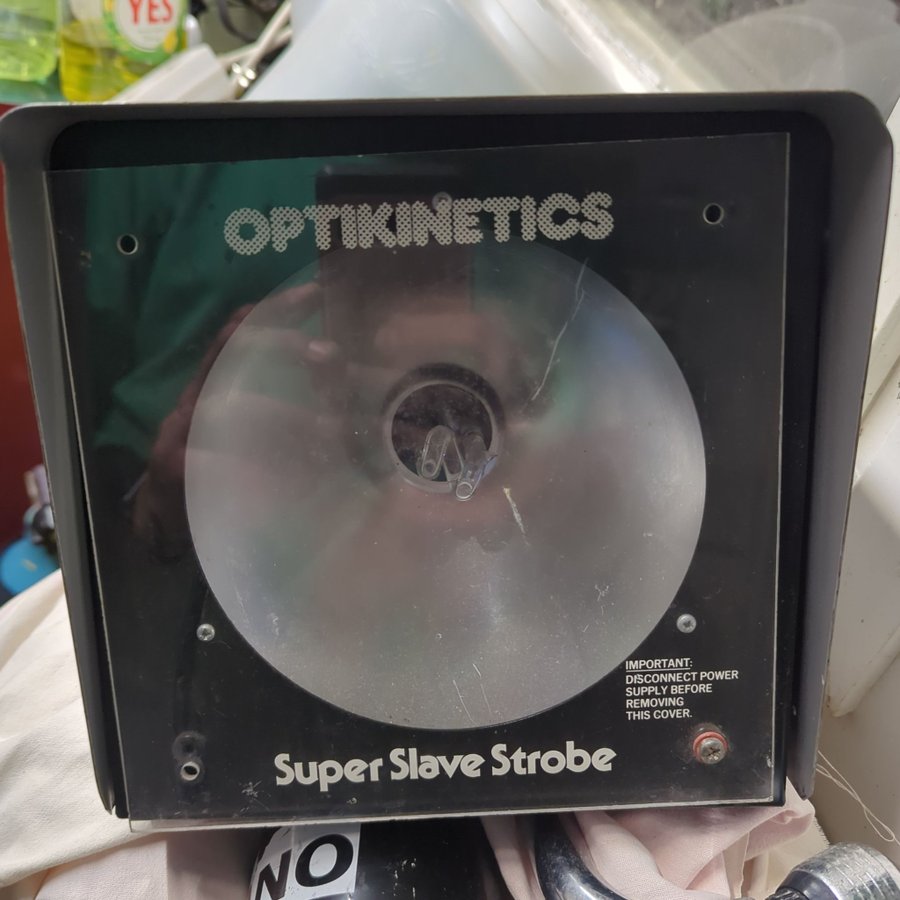 YES
OPTIKINETICS
IMPORTANT:
DISCONNECT POWER
SUPPLY BEFORE
REMOVING
THIS COVER.
Super Slave Strobe
NO